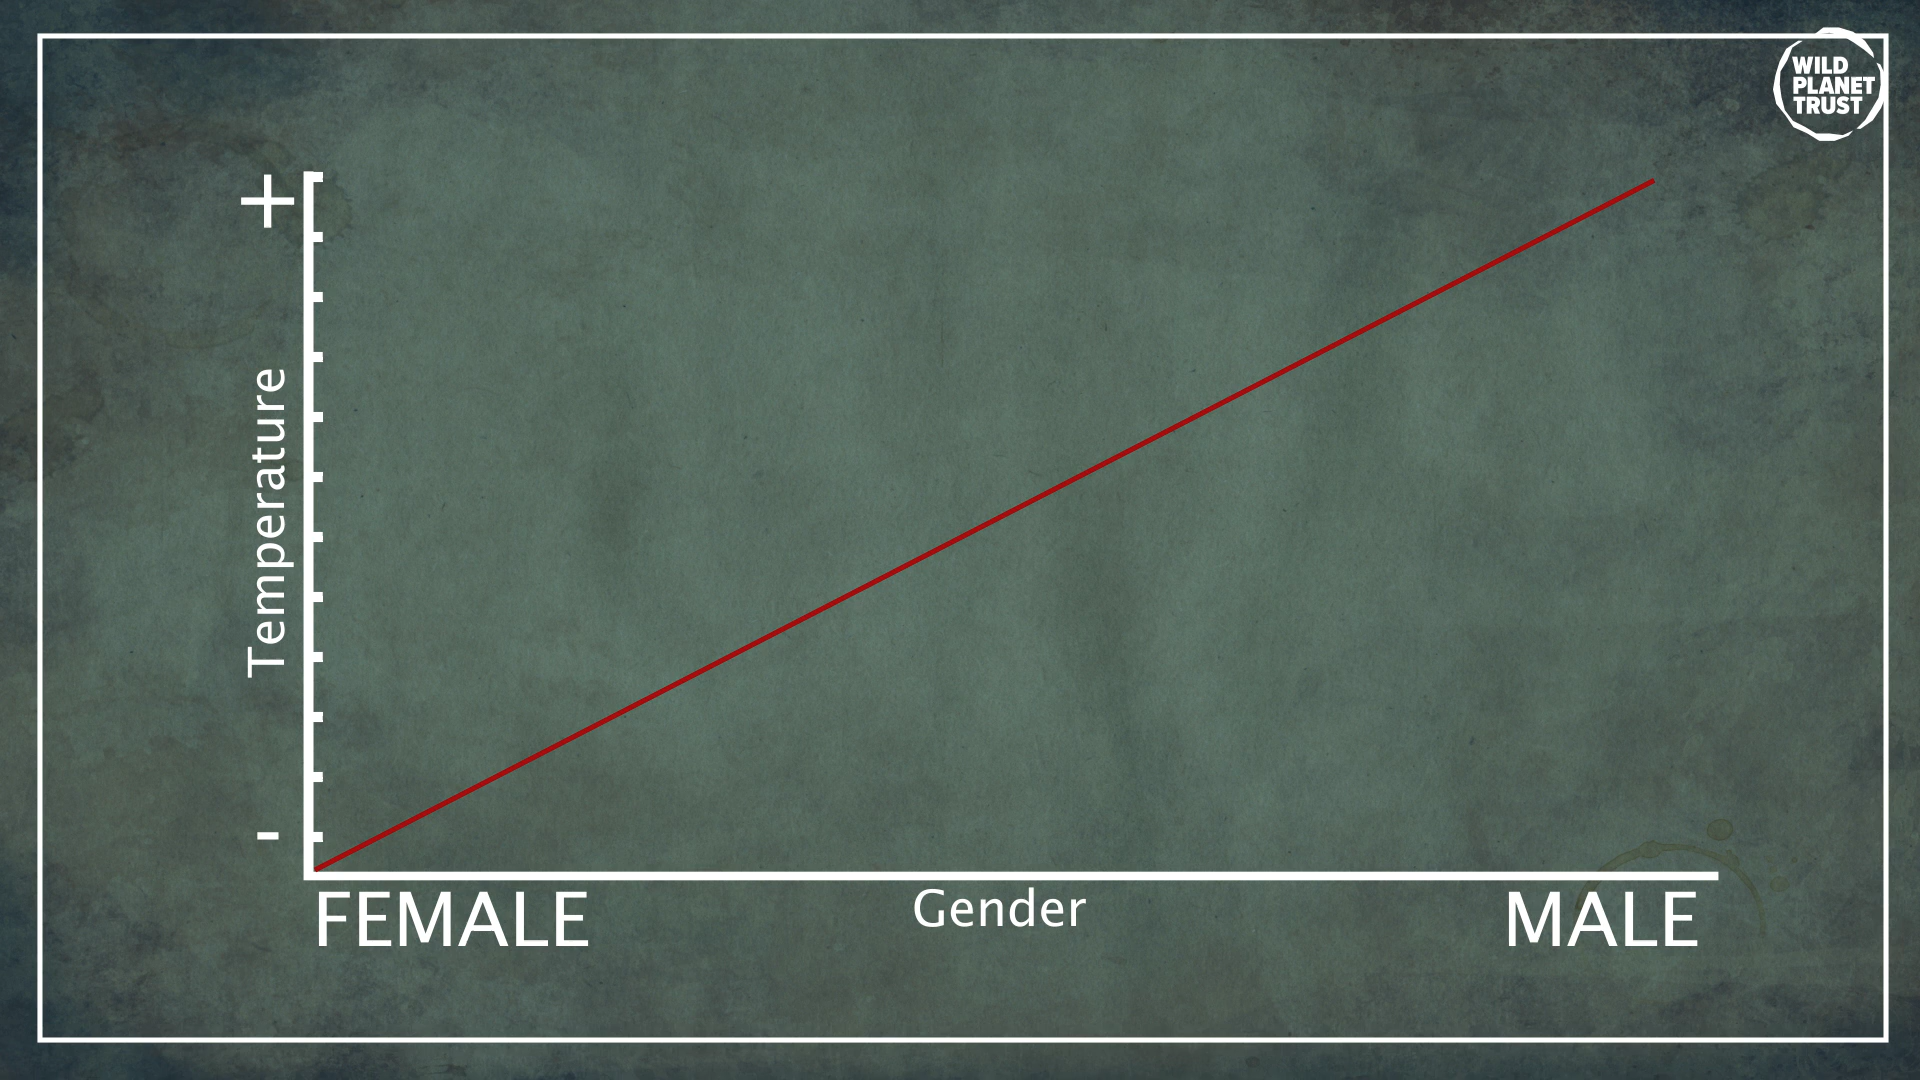 WILD
PLANET
TRUST
+
Temperature
-
FEMALE
Gender
MALE